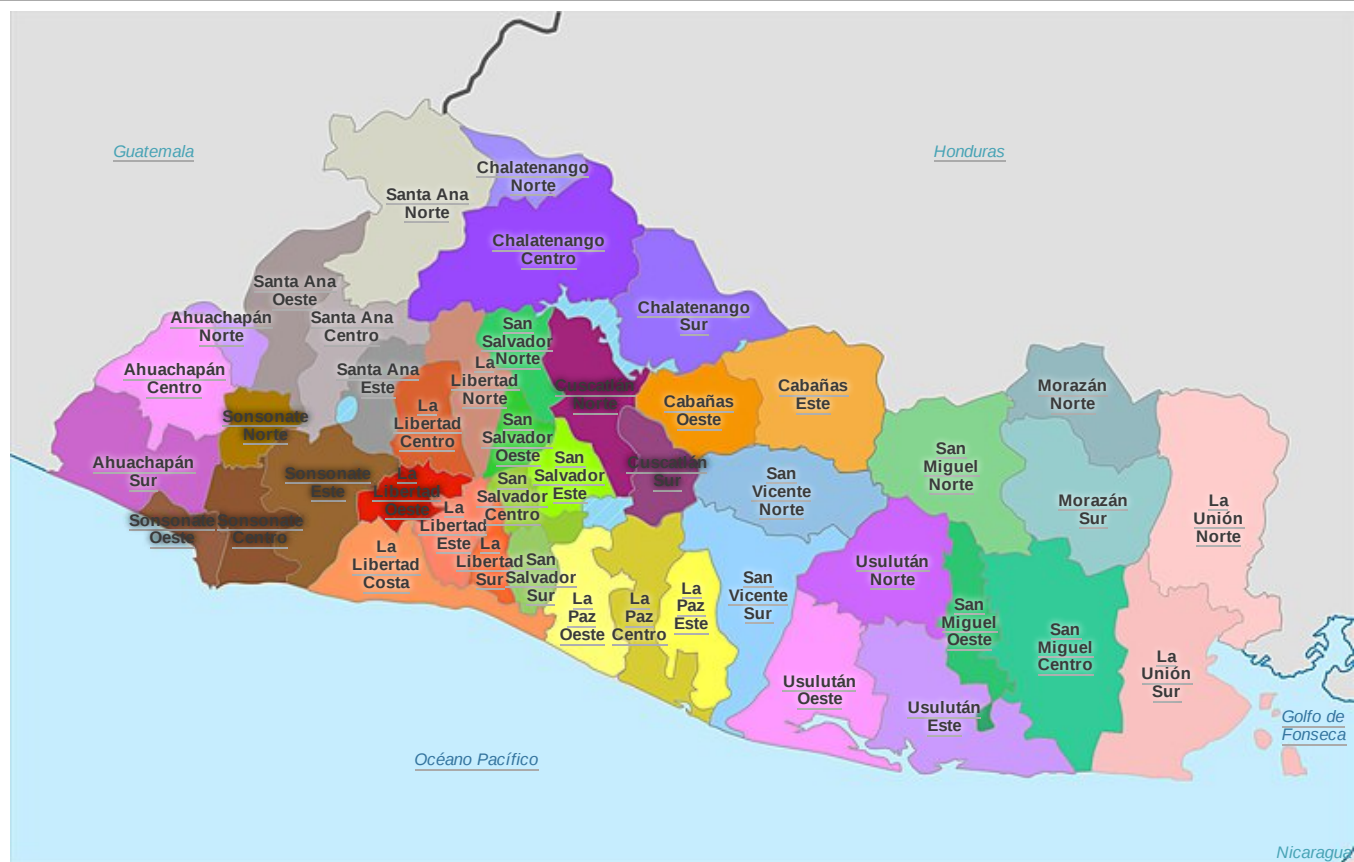 Guatemala
Honduras
Chalatenango
Norte
Santa Ana
Norte
Chalatenango
Centro
Santa Ana
Oeste
Chalatenango
Sur
Ahuachapán
Norte
Santa Ana
Centro
San
Salvador
Norte
Ahuachapán
Centro
Santa Ana
Este
La
Libertad
Norte
Cuscatlán
Norte
Cabañas
Oeste
Cabañas
Este
Morazán
Norte
Sonsonate
Norte
La
Libertad
Centro
San
Salvador
Oeste
Ahuachapán
Sur
Sonsonate
Este
La
Libertad
Oeste
San
Salvador
Este
Cuscatlán
Sur
San
Vicente
Norte
San
Miguel
Norte
Morazán
Sur
La
Unión
Norte
Sonsonate
Oeste
Sonsonate
Centro
San
Salvador
Centro
La
Libertad
Este
La
Libertad
Costa
La
Libertad
Sur
San
Salvador
Sur
La
Paz
Oeste
La
Paz
Centro
La
Paz
Este
San
Vicente
Sur
Usulután
Norte
San
Miguel
Oeste
San
Miguel
Centro
La
Unión
Sur
Usulután
Oeste
Usulután
Este
Golfo de
Fonseca
Océano Pacífico
Nicaragua